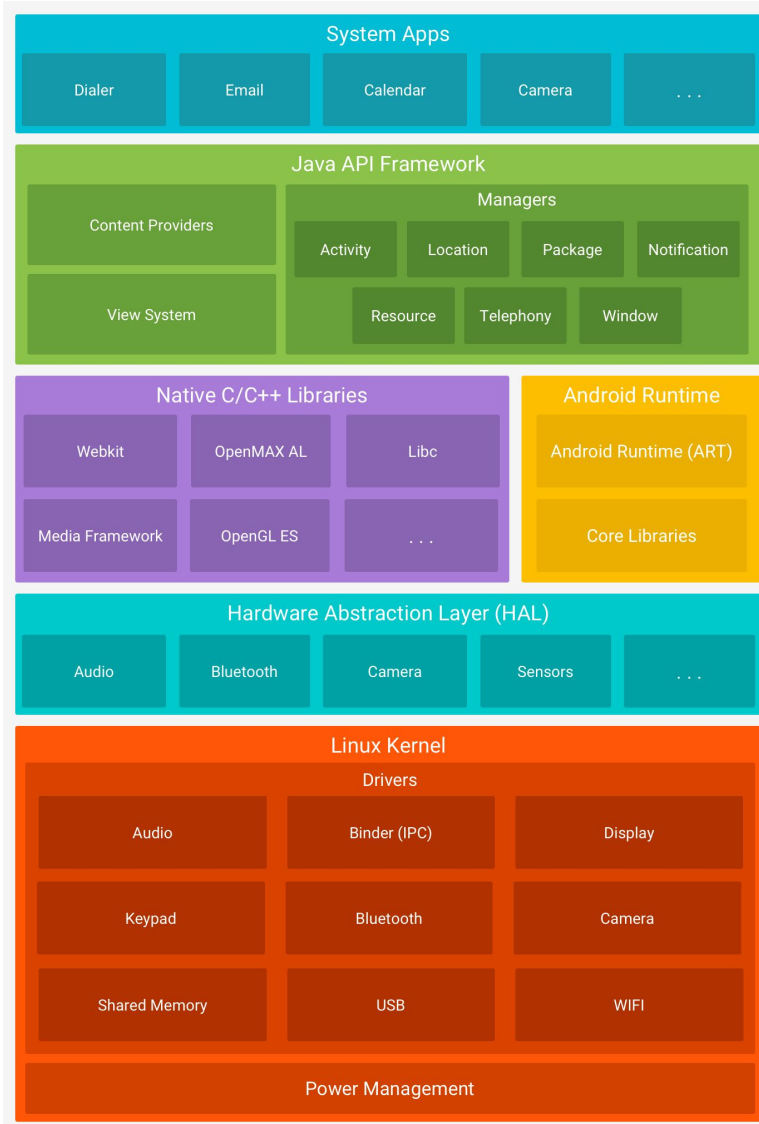 System Apps
Dialer
Email
Calendar
Camera
. . .
Java API Framework
Content Providers
View System
Managers
Activity
Location
Package
Notification
Resource
Telephony
Window
Native C/C++ Libraries
Webkit
OpenMAX AL
Libc
Media Framework
OpenGL ES
. . .
Android Runtime
Android Runtime (ART)
Core Libraries
Hardware Abstraction Layer (HAL)
Audio
Bluetooth
Camera
Sensors
. . .
Linux Kernel
Drivers
Audio
Binder (IPC)
Display
Keypad
Bluetooth
Camera
Shared Memory
USB
WIFI
Power Management